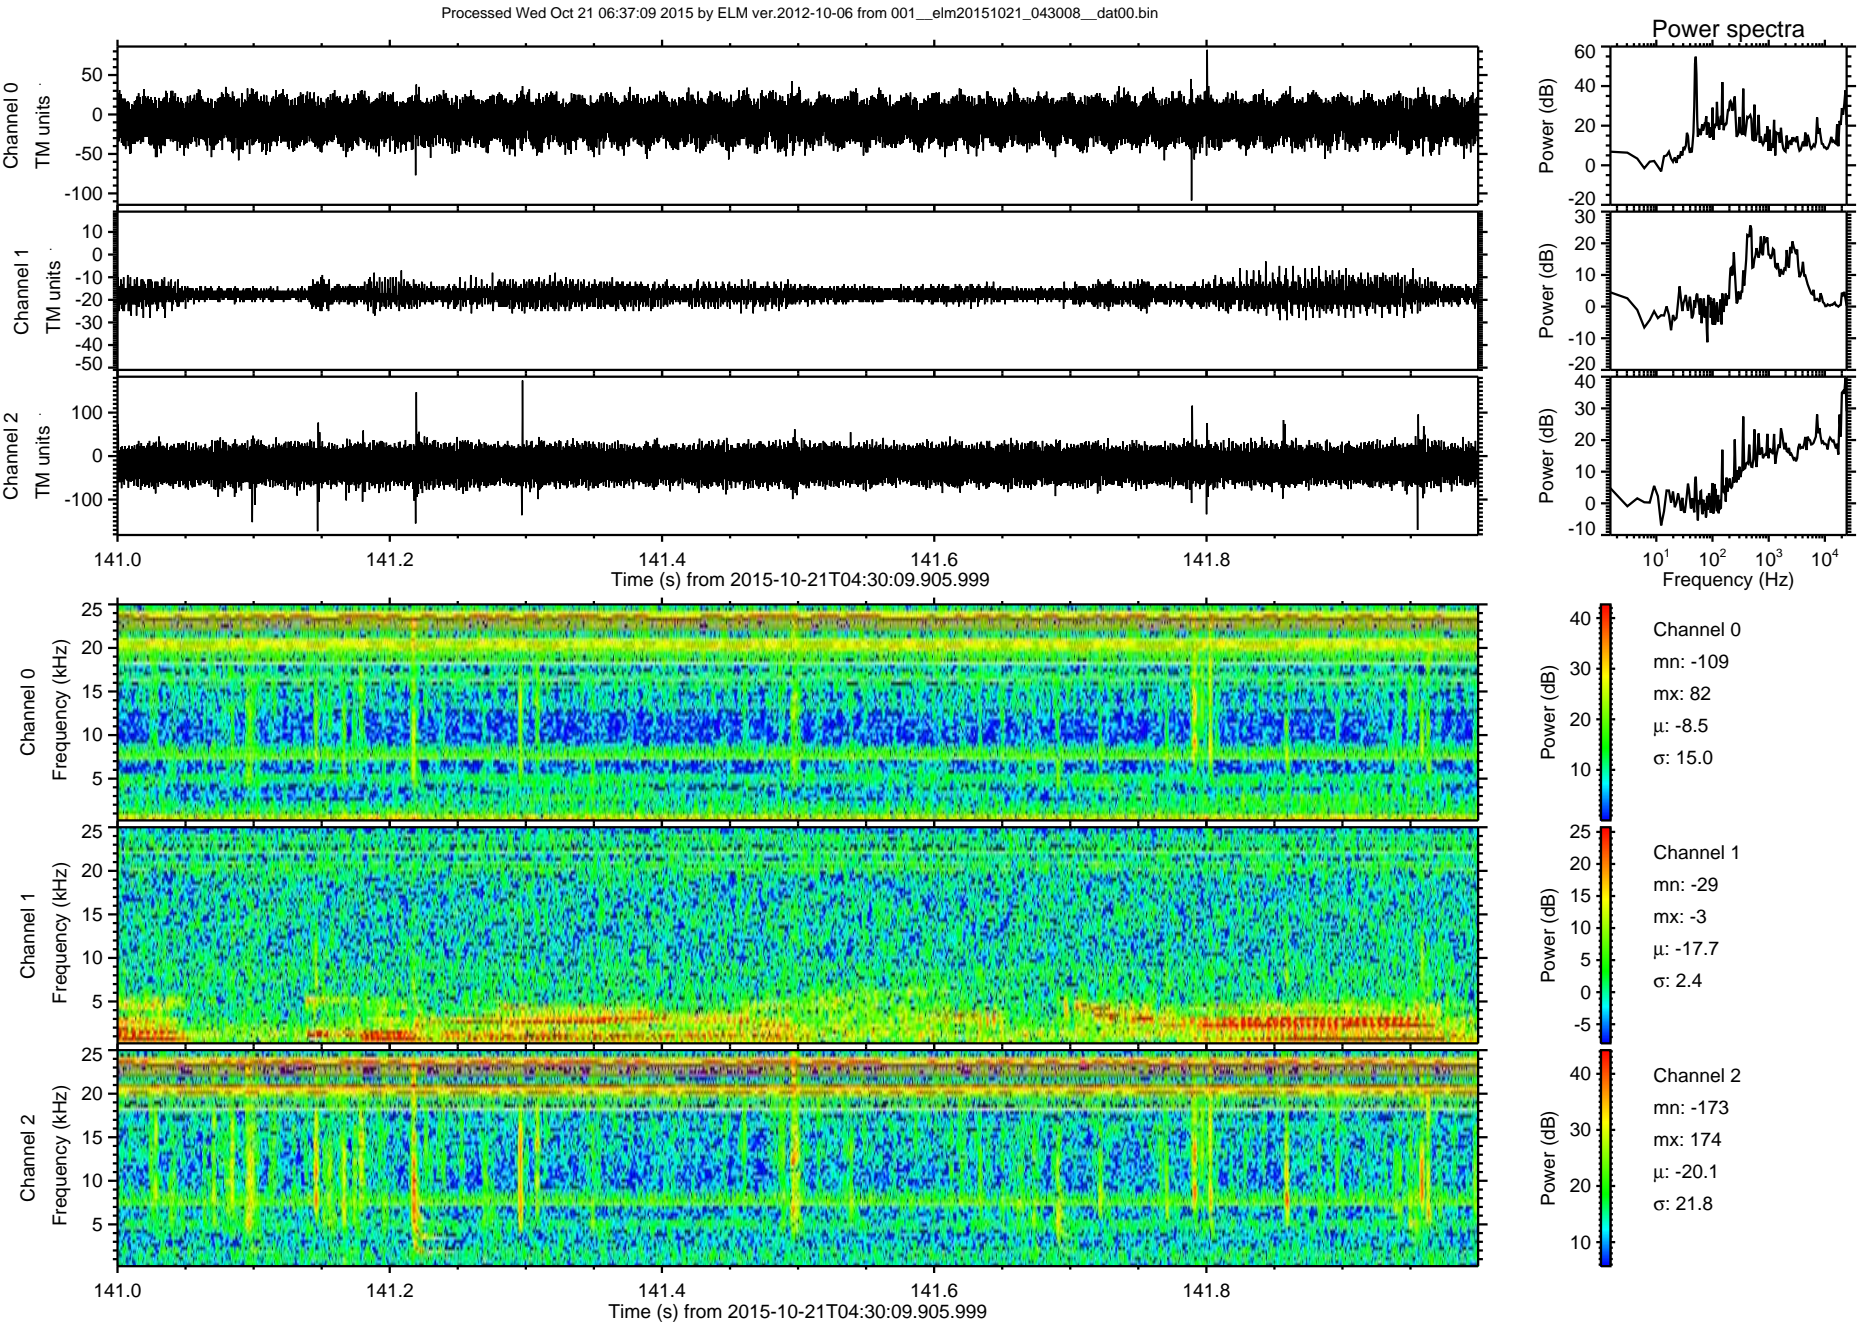 Processed Wed Oct 21 06:37:09 2015 by ELM ver.2012-10-06 from 001__elm20151021_043008__dat00.bin
Power spectra
Channel 0
TM units
50
0
-50
-100
Power (dB)
60
40
20
0
-20
Channel 1
TM units
10
0
-10
-20
-30
-40
-50
Power (dB)
30
20
10
0
-10
-20
Channel 2
TM units
100
0
-100
Power (dB)
40
30
20
10
0
-10
141.0 141.2 141.4 141.6 141.8
Time (s) from 2015-10-21T04:30:09.905.999
10^1 10^2 10^3 10^4
Frequency (Hz)
Channel 0
Frequency (kHz)
25
20
15
10
5
Power (dB)
40
30
20
10
Channel 0
mn: -109
mx: 82
μ: -8.5
σ: 15.0
Channel 1
Frequency (kHz)
25
20
15
10
5
Power (dB)
25
20
15
10
5
0
-5
Channel 1
mn: -29
mx: -3
μ: -17.7
σ: 2.4
Channel 2
Frequency (kHz)
25
20
15
10
5
Power (dB)
40
30
20
10
Channel 2
mn: -173
mx: 174
μ: -20.1
σ: 21.8
141.0 141.2 141.4 141.6 141.8
Time (s) from 2015-10-21T04:30:09.905.999